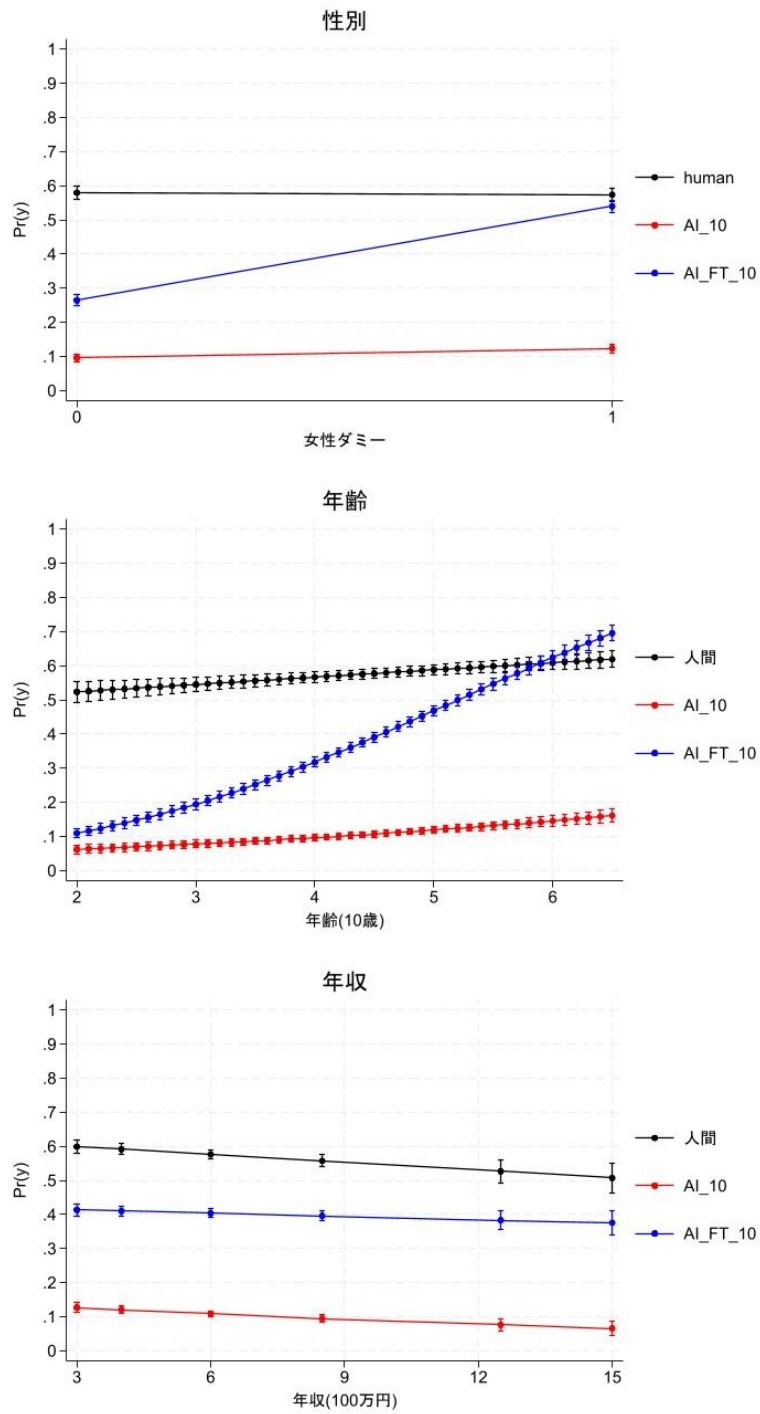 性別
1
.9
.8
.7
.6
.5
.4
.3
.2
.1
0
Pr(y)
0 1
女性ダミー
human
AI_10
AI_FT_10
年齢
1
.9
.8
.7
.6
.5
.4
.3
.2
.1
0
Pr(y)
2 3 4 5 6
年齢(10歳)
人間
AI_10
AI_FT_10
年収
1
.9
.8
.7
.6
.5
.4
.3
.2
.1
0
Pr(y)
3 6 9 12 15
年収(100万円)
人間
AI_10
AI_FT_10